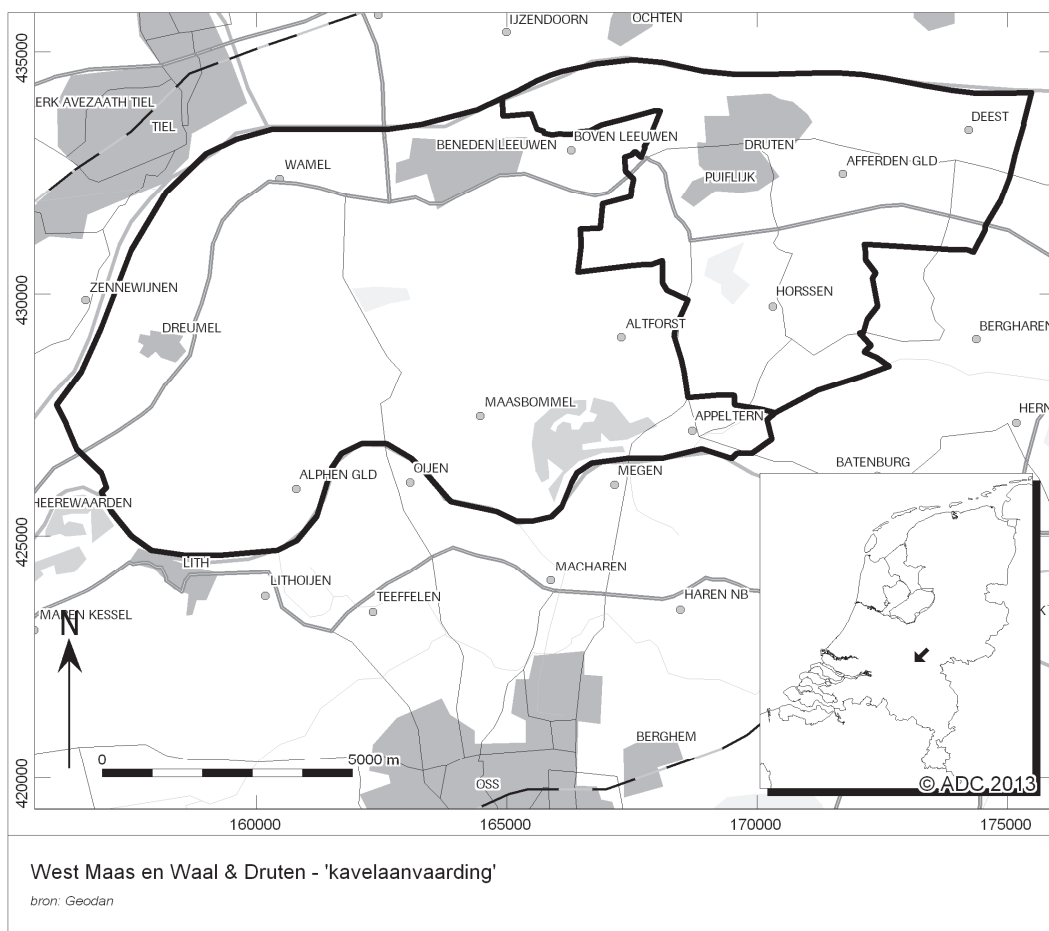 IJZENDOORN
OCHTEN
435000
ERK AVEZAATH TIEL
TIEL
DEEST
BOVEN LEEUWEN
BENEDEN LEEUWEN
DRUTEN
AFFERDEN GLD
WAMEL
PUIFLIJK
430000
ZENNEWIJNEN
HORSSEN
DREUMEL
ALTFORST
BERGHAREN
MAASBOMMEL
APPELTERN
HERN
BATENBURG
OIJEN
ALPHEN GLD
MEGEN
HEEREWAARDEN
425000
LITH
MACHAREN
LITHOIJEN
TEEFFELEN
HAREN NB
MAREN KESSEL
N
K
BERGHEM
0
5000 m
420000
OSS
© ADC 2013
160000
165000
170000
175000
West Maas en Waal & Druten - 'kavelaanvaarding'
bron: Geodan